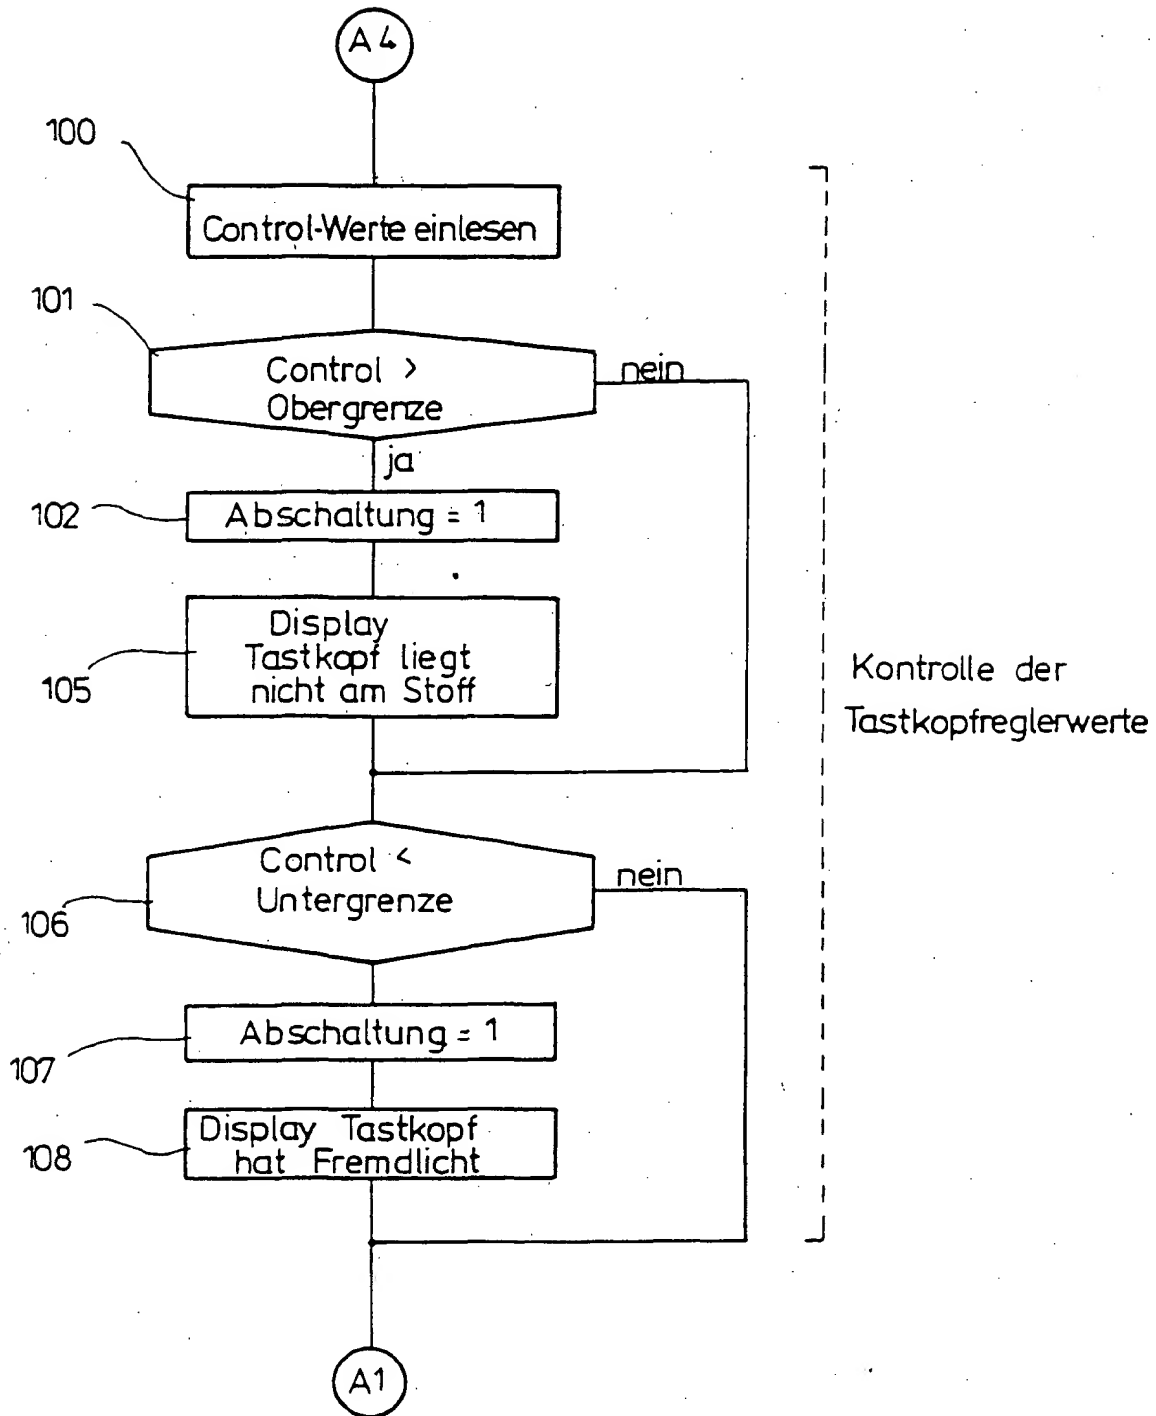 A4
100
Control-Werte einlesen
101
Control >
Obergrenze
nein
ja
102
Abschaltung = 1
Display
Tastkopf liegt
nicht am Stoff
105
Kontrolle der
Tastkopfreglerwerte
Control <
Untergrenze
nein
106
Abschaltung = 1
107
Display Tastkopf
hat Fremdlicht
108
A1